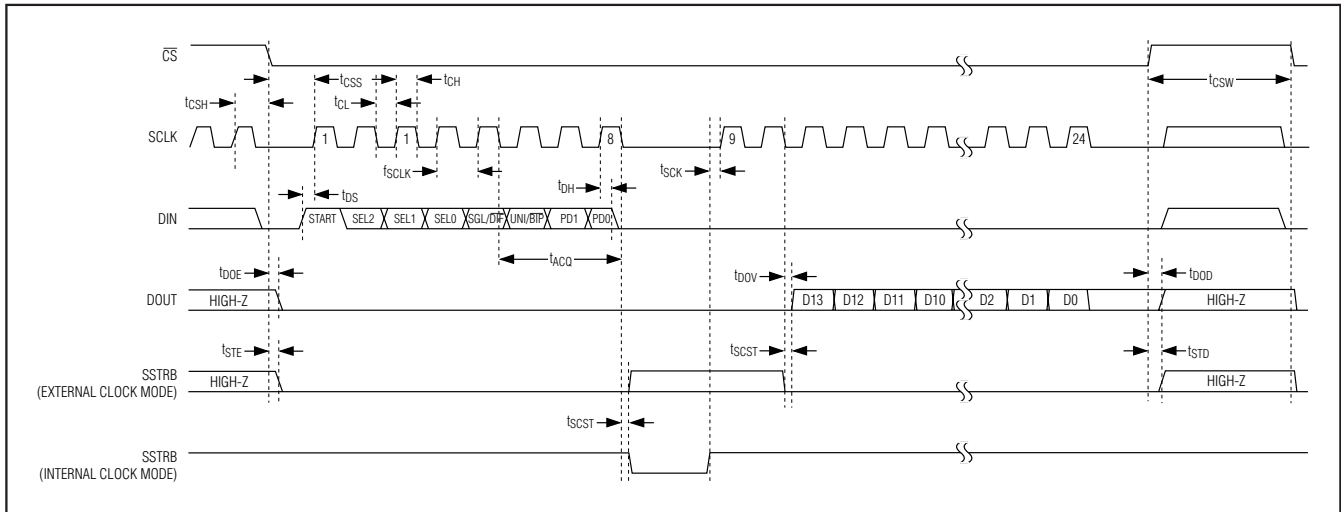 CS
tCSS
tCH
tCSH
tCL
tCSW
SCLK
1
1
8
9
24
fSCLK
tSCK
tDS
tDH
DIN
START
SEL2
SEL1
SEL0
SGL/DIF
UNI/BIP
PD1
PD0
tACQ
tDOE
tDOV
tDOD
DOUT
HIGH-Z
D13
D12
D11
D10
D2
D1
D0
HIGH-Z
tSTE
tSCST
tSTD
SSTRB
(EXTERNAL CLOCK MODE)
HIGH-Z
HIGH-Z
tSCST
SSTRB
(INTERNAL CLOCK MODE)